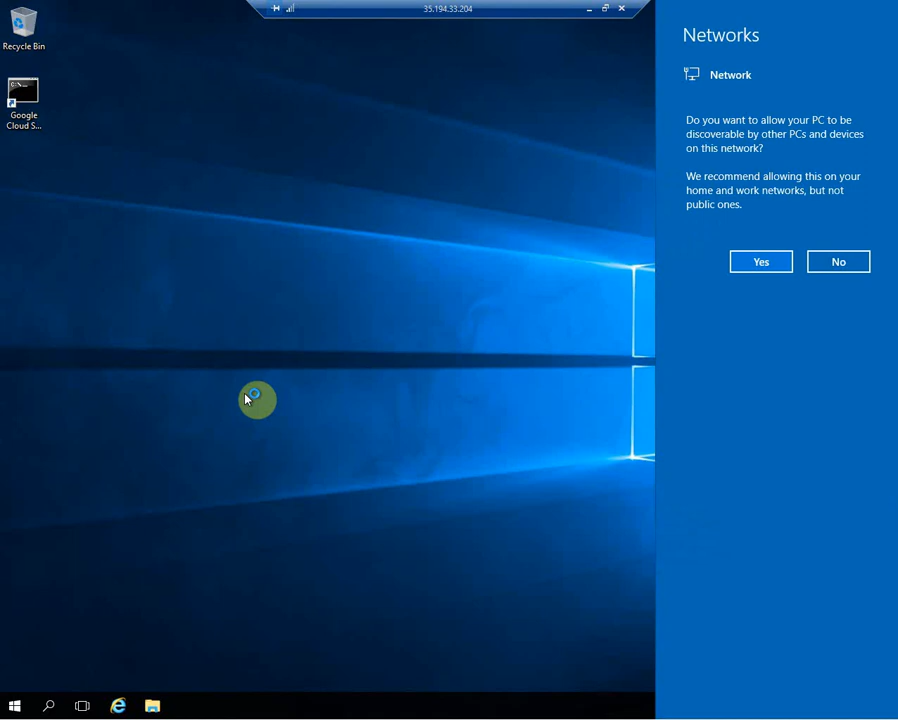 35.194.33.204
Recycle Bin
C:\...
Google
Cloud S...
Networks
Network
Do you want to allow your PC to be
discoverable by other PCs and devices
on this network?
We recommend allowing this on your
home and work networks, but not
public ones.
Yes
No